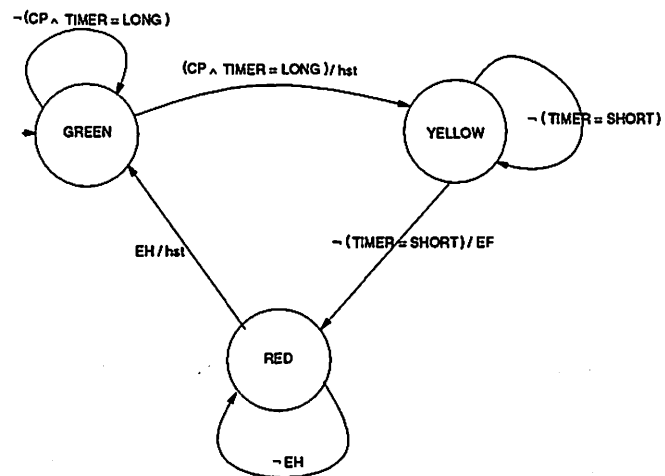 ¬(CP ∧ TIMER = LONG)
(CP ∧ TIMER = LONG)/hst
GREEN
YELLOW
¬(TIMER = SHORT)
EH/hst
¬(TIMER = SHORT)/EF
RED
¬EH